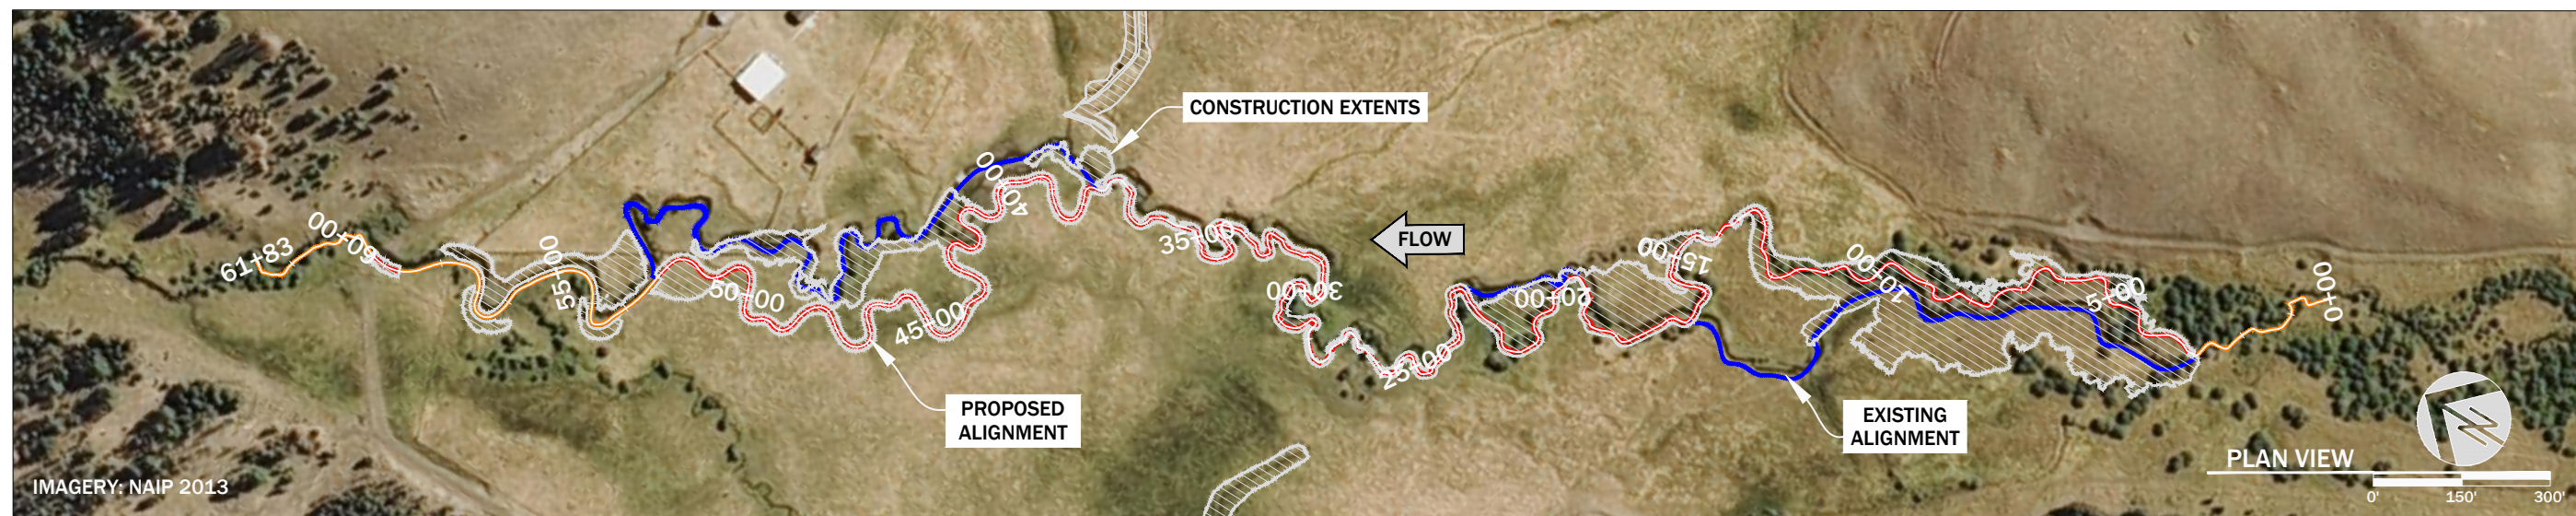 CONSTRUCTION EXTENTS
FLOW
PROPOSED
ALIGNMENT
EXISTING
ALIGNMENT
61+83
60+00
55+00
50+00
45+00
40+00
35+00
30+00
25+00
20+00
15+00
10+00
5+00
0+00
N
PLAN VIEW
0'
150'
300'
IMAGERY: NAIP 2013